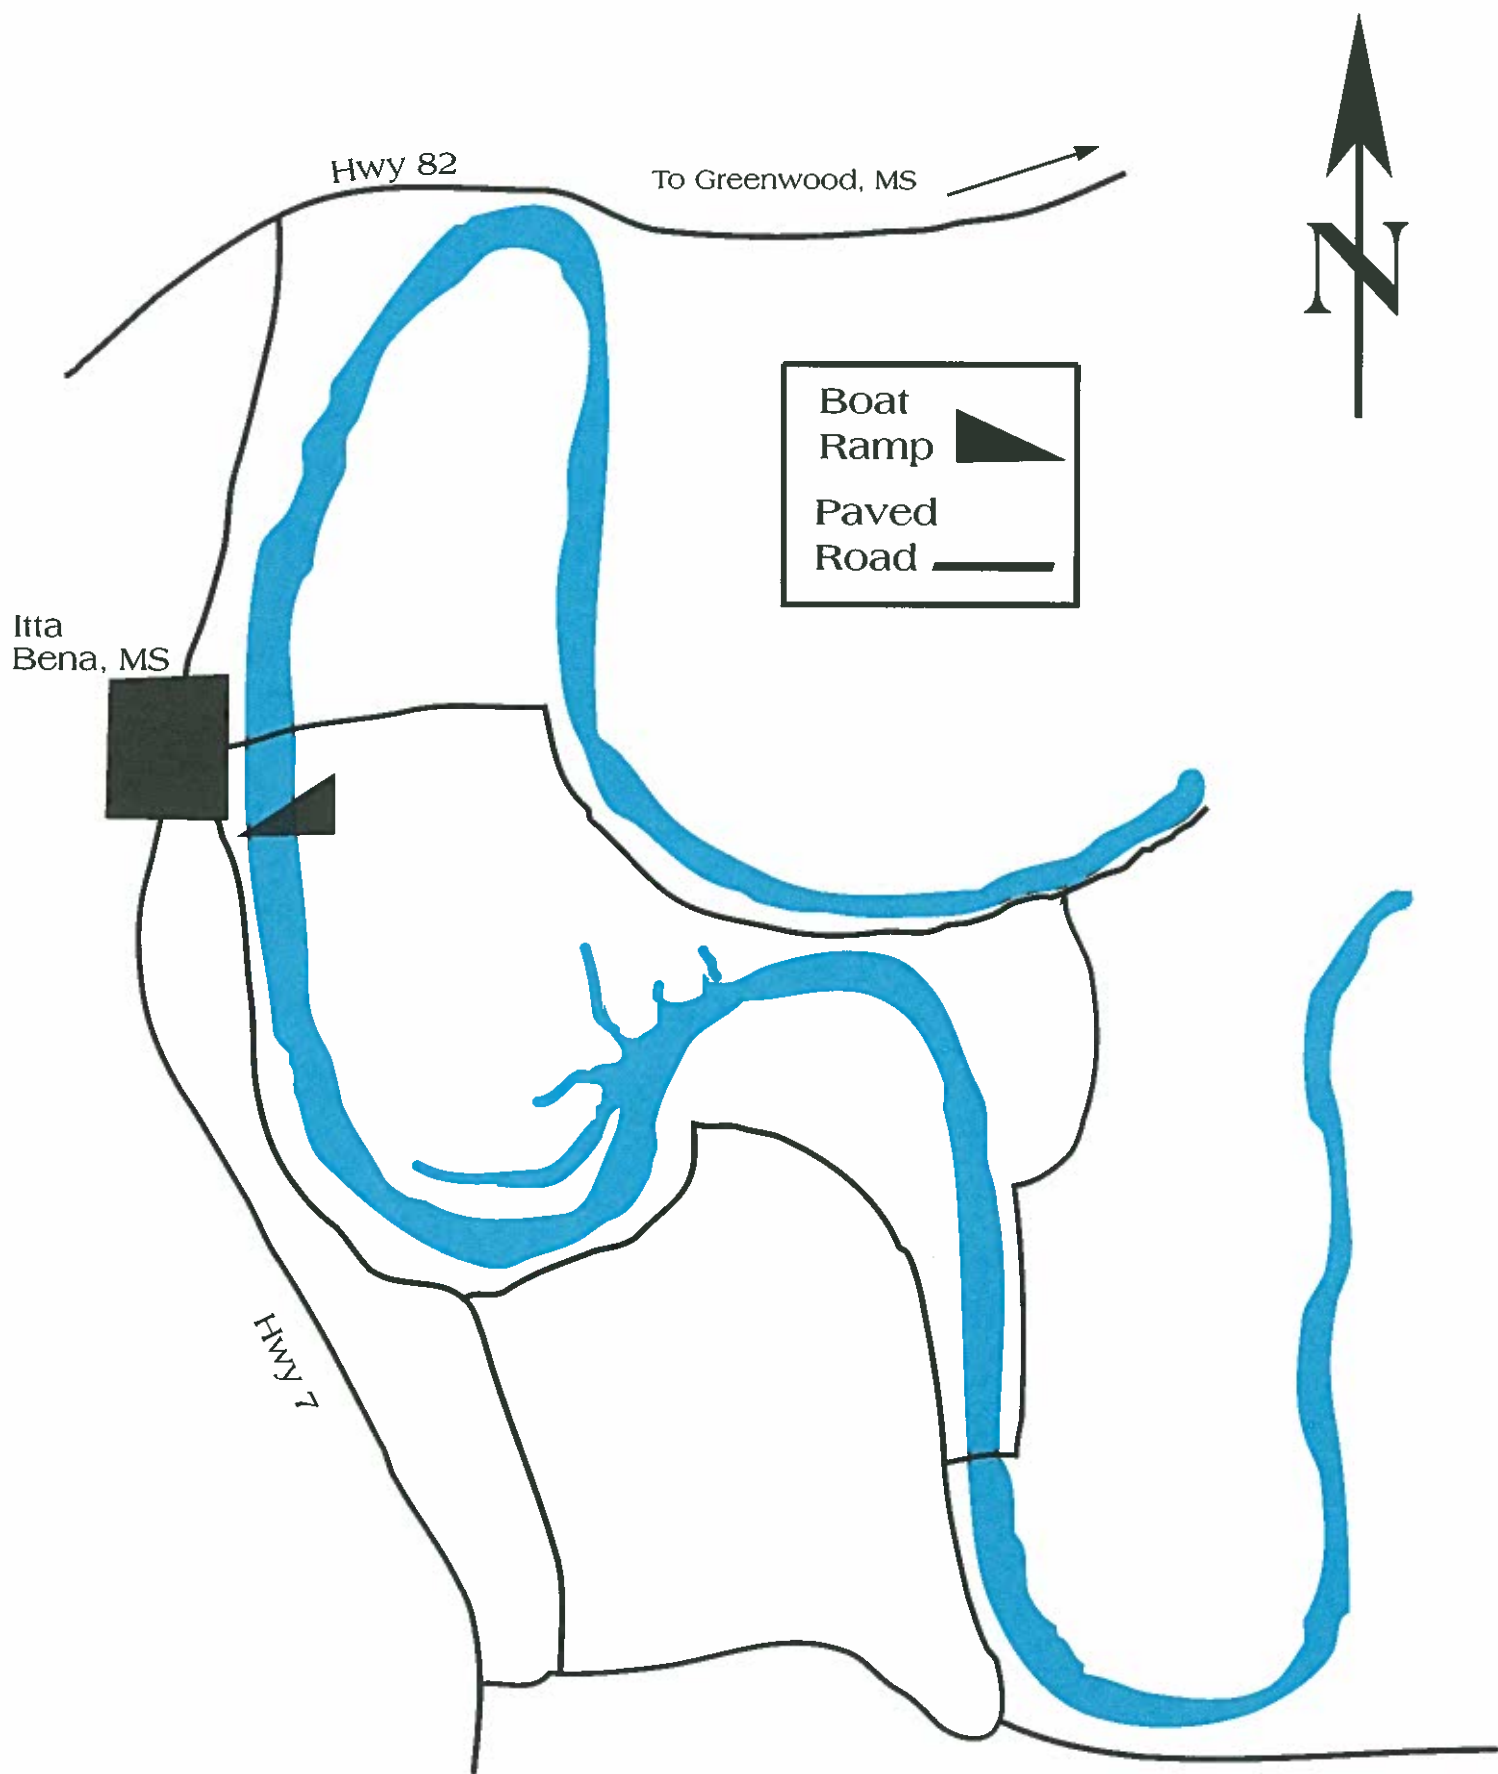 Hwy 82
To Greenwood, MS
N
Boat
Ramp
Paved
Road
Itta
Bena, MS
Hwy 7